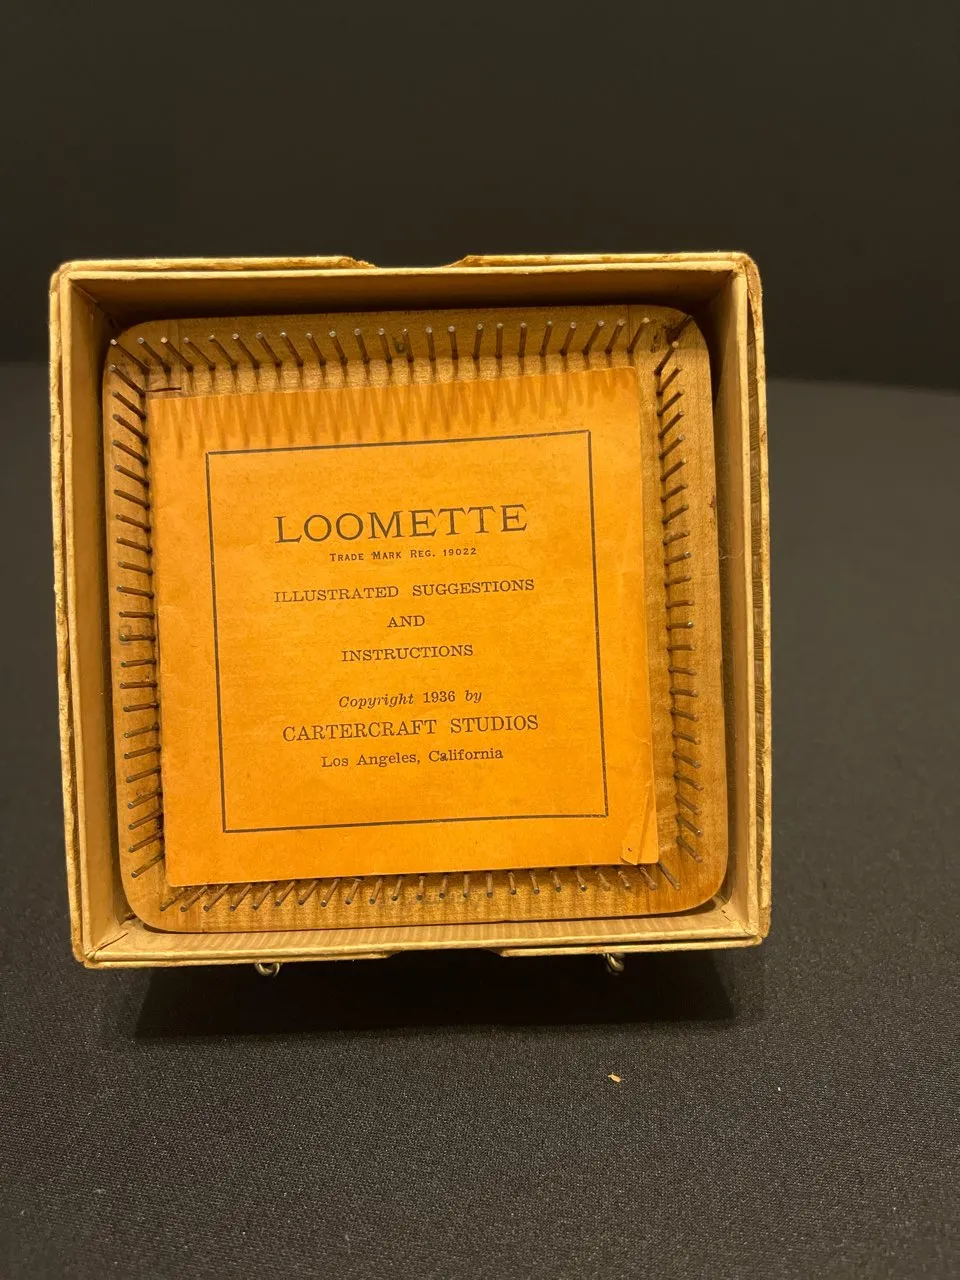 LOOMETTE
TRADE MARK REG. 19022
ILLUSTRATED SUGGESTIONS
AND
INSTRUCTIONS
Copyright 1936 by
CARTERCRAFT STUDIOS
Los Angeles, California